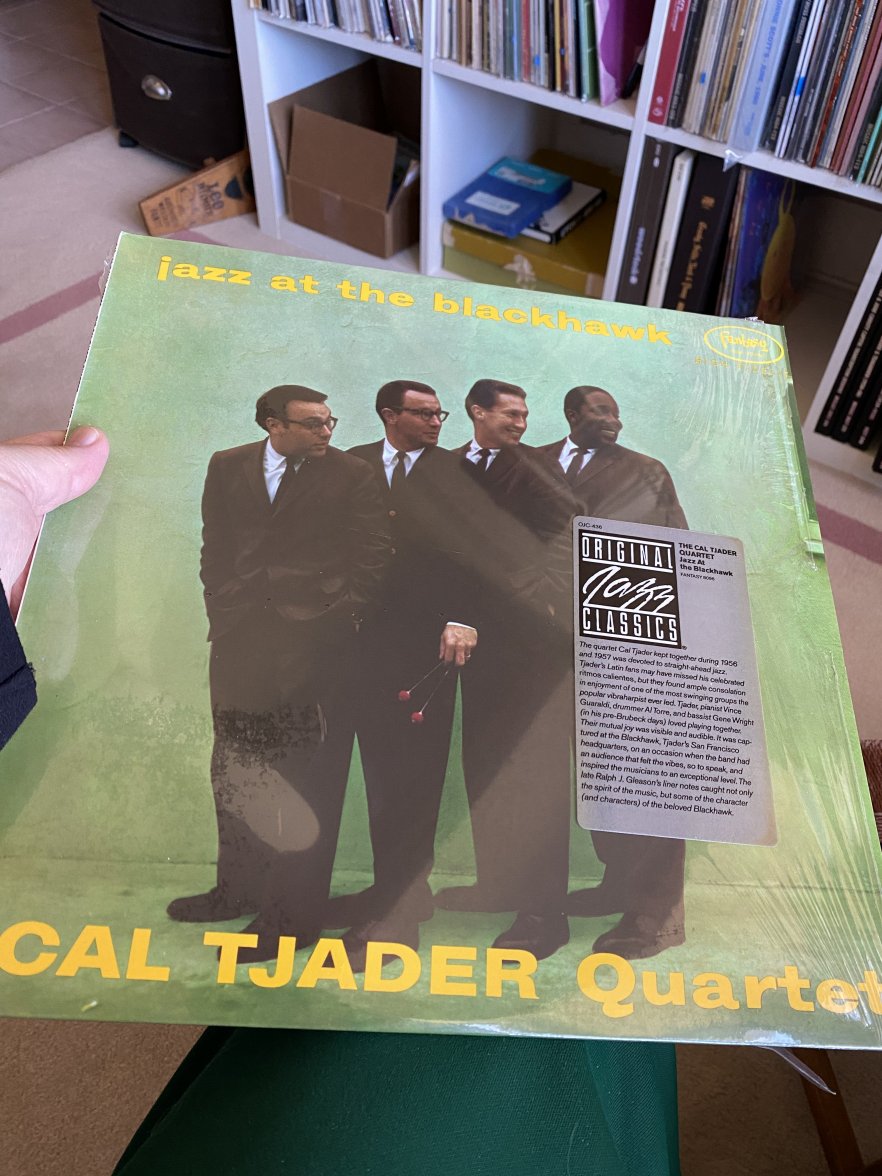 jazz at the blackhawk
fantasy
OJC-436
ORIGINAL
Jazz
CLASSICS
THE CAL TJADER
QUARTET
Jazz At
the Blackhawk
FANTASY 8096
The quartet Cal Tjader kept together during 1956
and 1957 was devoted to straight-ahead jazz.
Tjader's Latin fans may have missed his celebrated
ritmos calientes, but they found ample consolation
in enjoyment of one of the most swinging groups the
popular vibraharpist ever led. Tjader, pianist Vince
Guaraldi, drummer Al Torre, and bassist Gene Wright
(in his pre-Brubeck days) loved playing together.
Their mutual joy was visible and audible. It was cap-
tured at the Blackhawk, Tjader's San Francisco
headquarters, on an occasion when the band had
an audience that felt the vibes, so to speak, and
inspired the musicians to an exceptional level. The
late Ralph J. Gleason's liner notes caught not only
the spirit of the music, but some of the character
(and characters) of the beloved Blackhawk.
CAL TJADER Quartet